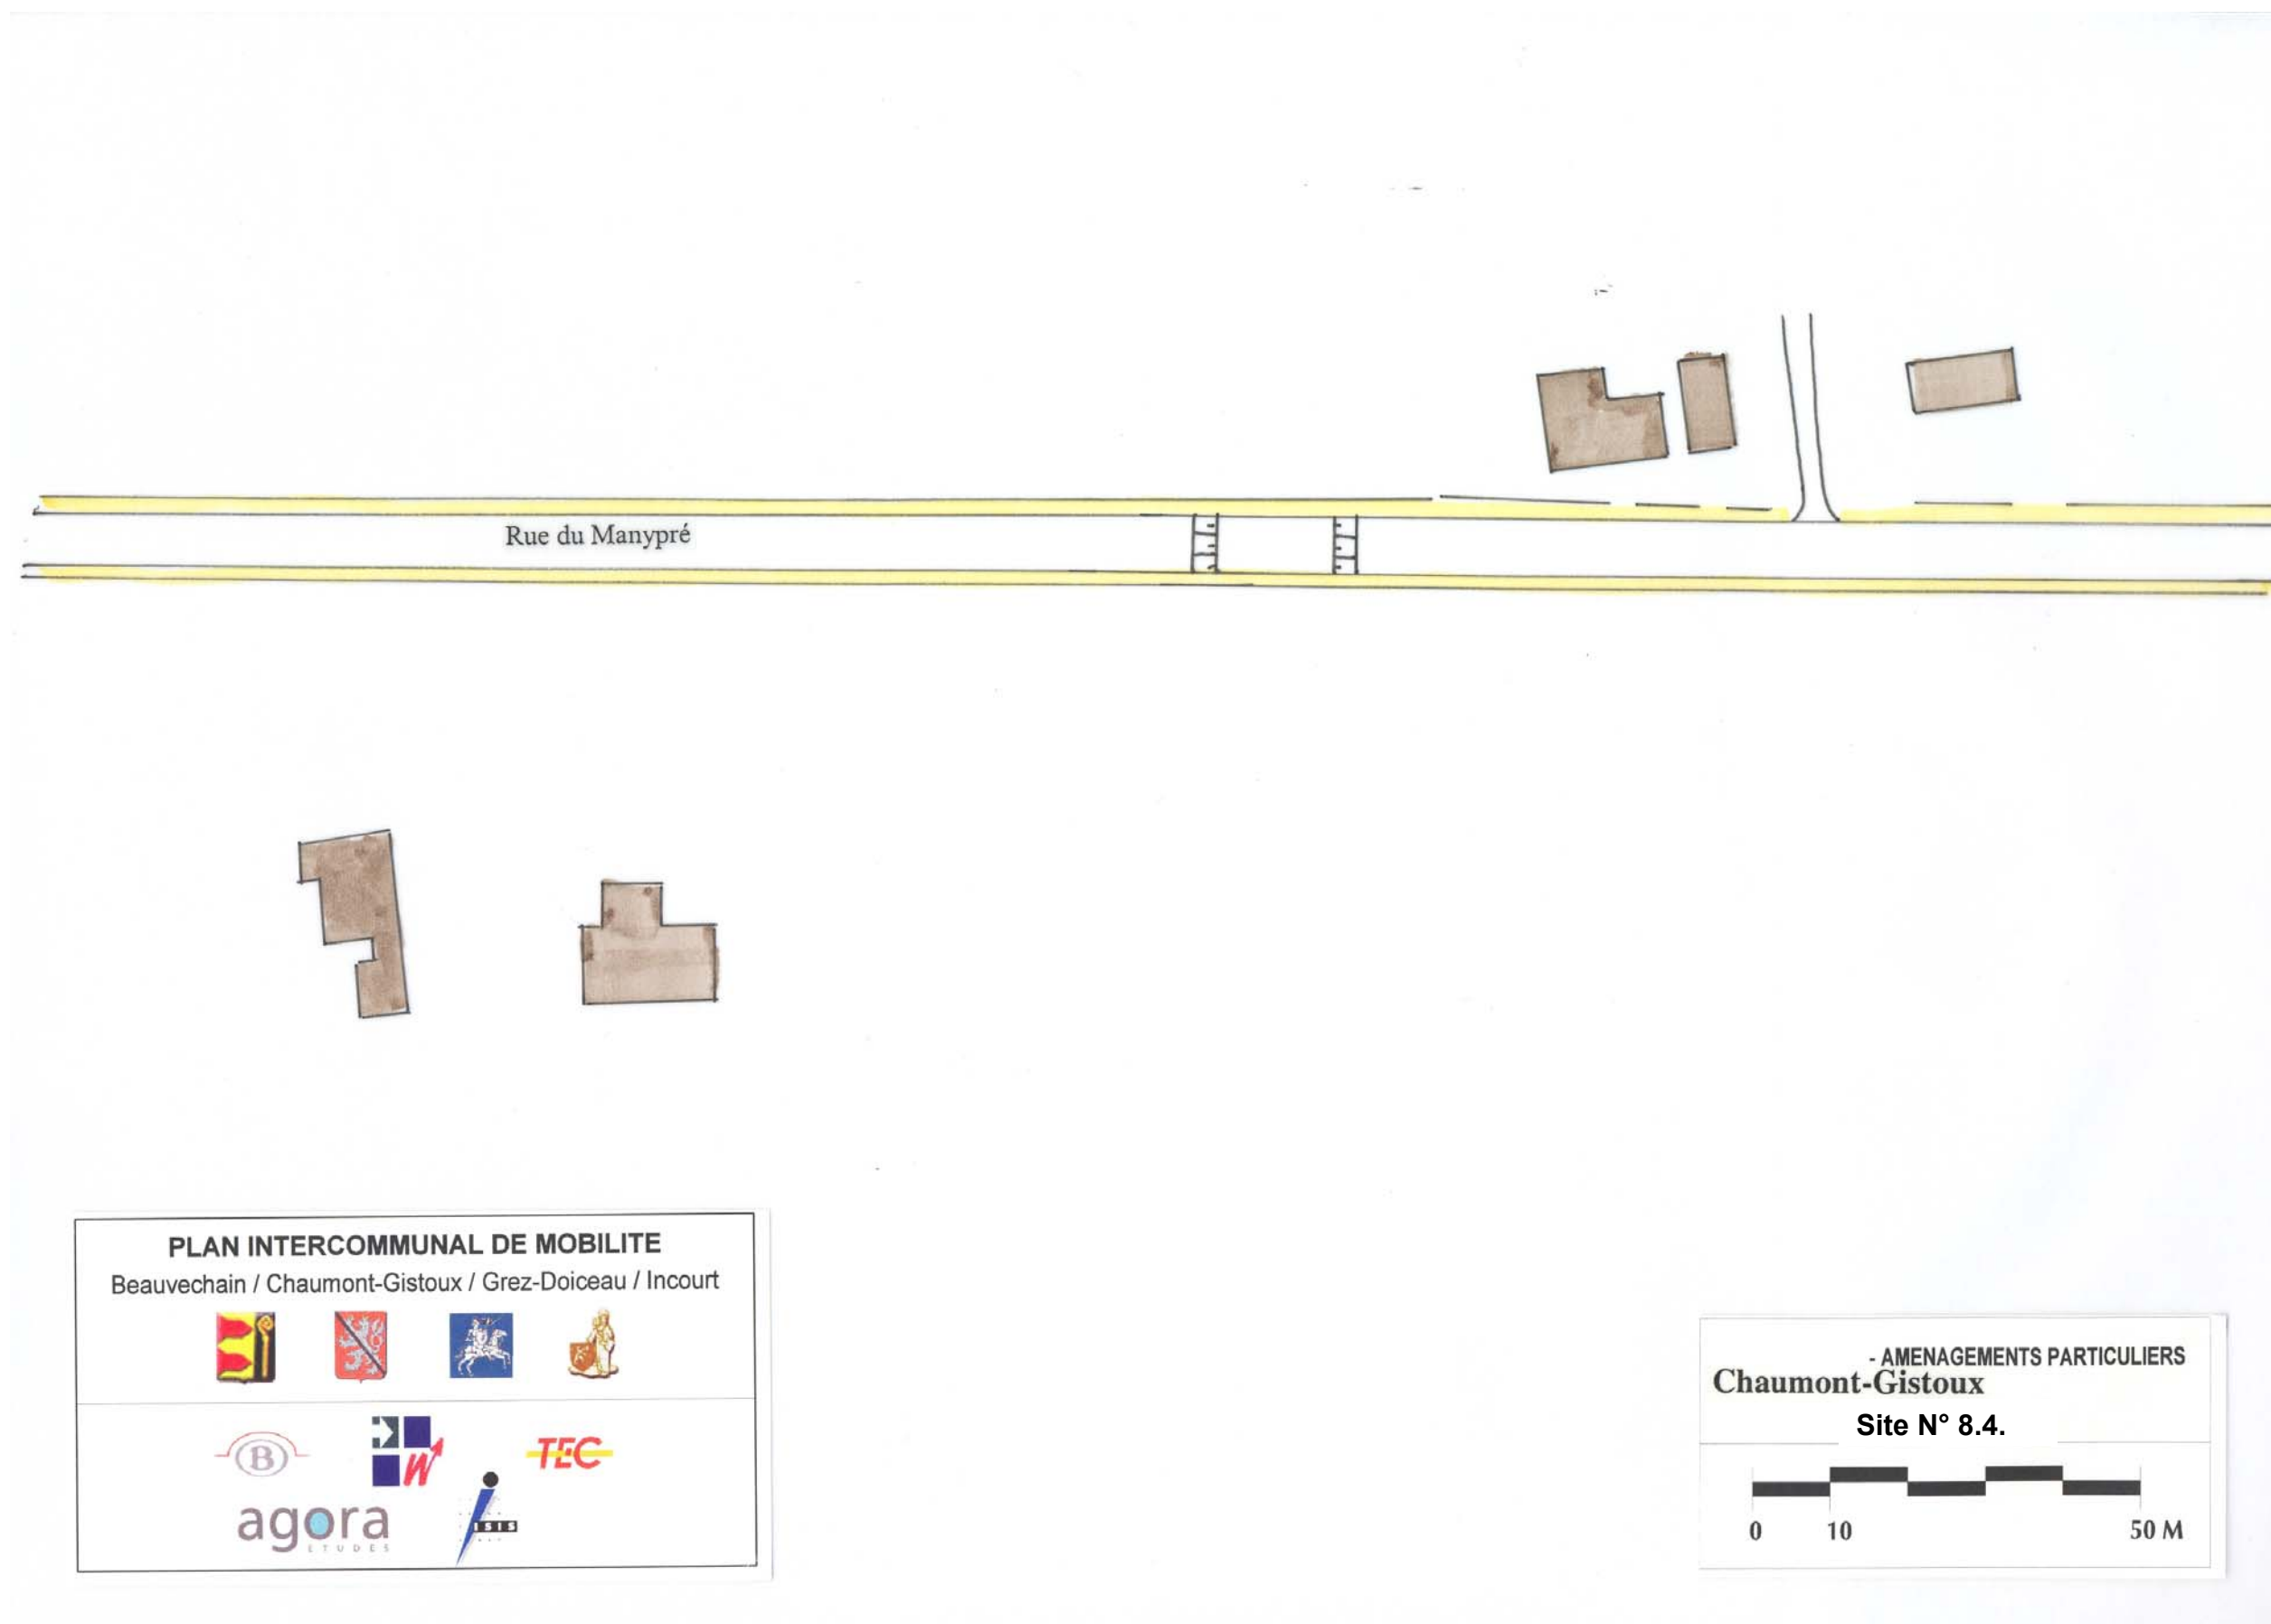 Rue du Manypré
PLAN INTERCOMMUNAL DE MOBILITE
Beauvechain / Chaumont-Gistoux / Grez-Doiceau / Incourt
B
W
TEC
agora
ETUDES
ISIS
- AMENAGEMENTS PARTICULIERS
Chaumont-Gistoux
Site N° 8.4.
0 10 50 M